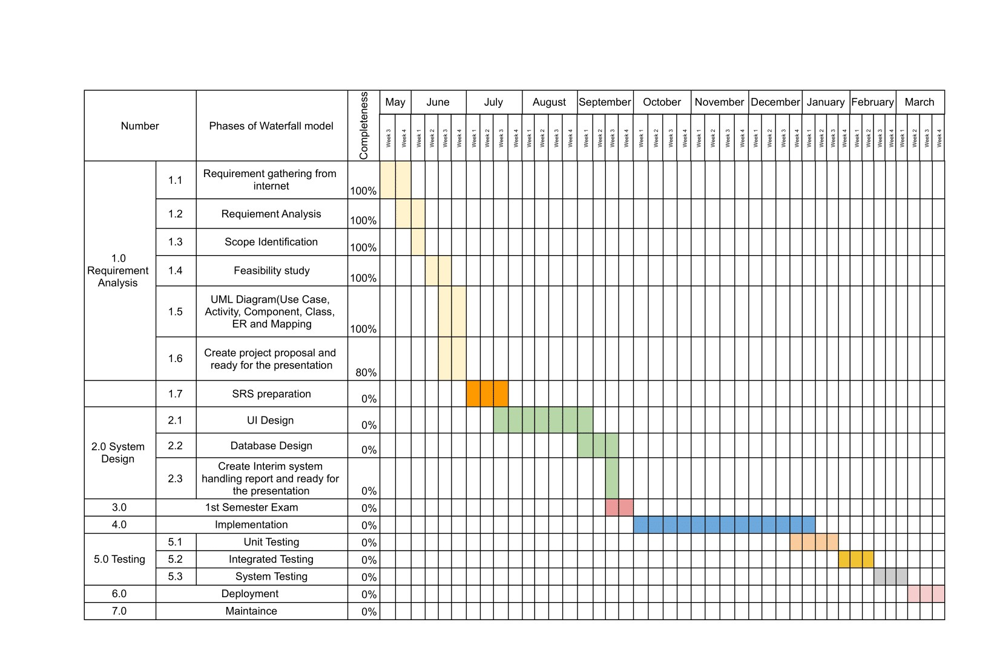 Number
Phases of Waterfall model
Completeness
May
June
July
August
September
October
November
December
January
February
March
Week 3
Week 4
Week 1
Week 2
Week 3
Week 4
Week 1
Week 2
Week 3
Week 4
Week 1
Week 2
Week 3
Week 4
Week 1
Week 2
Week 3
Week 4
Week 1
Week 2
Week 3
Week 4
Week 1
Week 2
Week 3
Week 4
Week 1
Week 2
Week 3
Week 4
Week 1
Week 2
Week 3
Week 4
Week 1
Week 2
Week 3
Week 4
Week 1
Week 2
Week 3
Week 4
1.0
Requirement
Analysis
1.1
Requirement gathering from
internet
100%
1.2
Requiement Analysis
100%
1.3
Scope Identification
100%
1.4
Feasibility study
100%
1.5
UML Diagram(Use Case,
Activity, Component, Class,
ER and Mapping
100%
1.6
Create project proposal and
ready for the presentation
80%
1.7
SRS preparation
0%
2.0 System
Design
2.1
UI Design
0%
2.2
Database Design
0%
2.3
Create Interim system
handling report and ready for
the presentation
0%
3.0
1st Semester Exam
0%
4.0
Implementation
0%
5.0 Testing
5.1
Unit Testing
0%
5.2
Integrated Testing
0%
5.3
System Testing
0%
6.0
Deployment
0%
7.0
Maintaince
0%